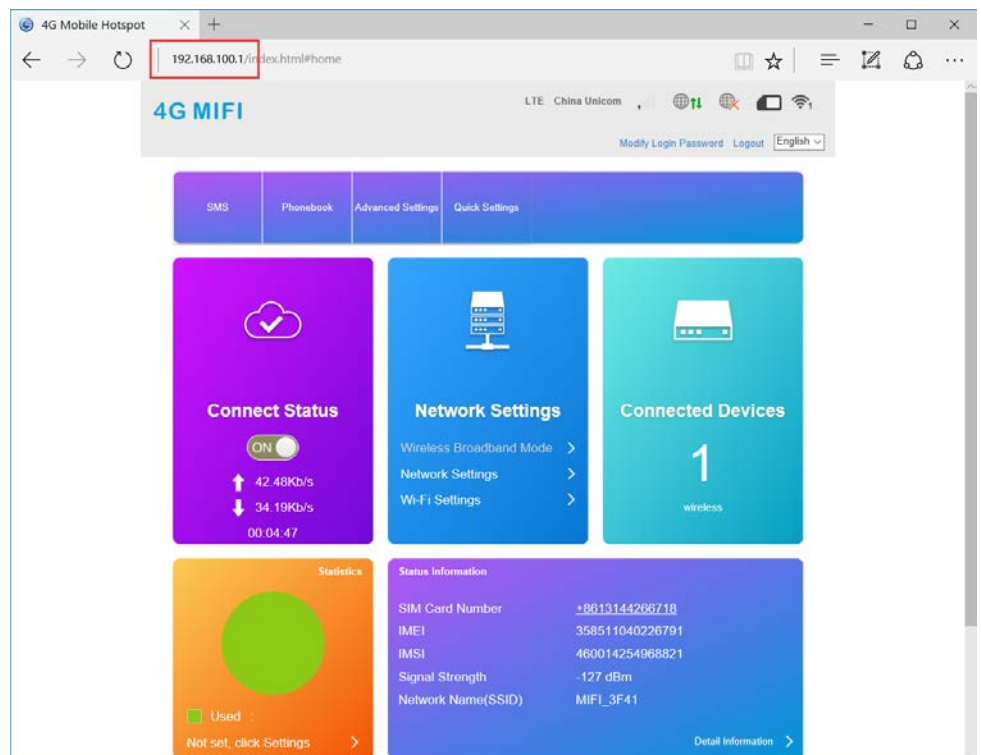 4G Mobile Hotspot
192.168.100.1/index.html#home
4G MIFI
LTE China Unicom
1
Modify Login Password Logout English
SMS Phonebook Advanced Settings Quick Settings
Connect Status
ON
42.48Kb/s
34.19Kb/s
00:04:47
Network Settings
Wireless Broadband Mode
Network Settings
Wi-Fi Settings
Connected Devices
1
wireless
Statistics
Used :
Not set, click Settings
Status Information
SIM Card Number +8613144266718
IMEI 358511040226791
IMSI 460014254968821
Signal Strength -127 dBm
Network Name(SSID) MIFI_3F41
Detail Information